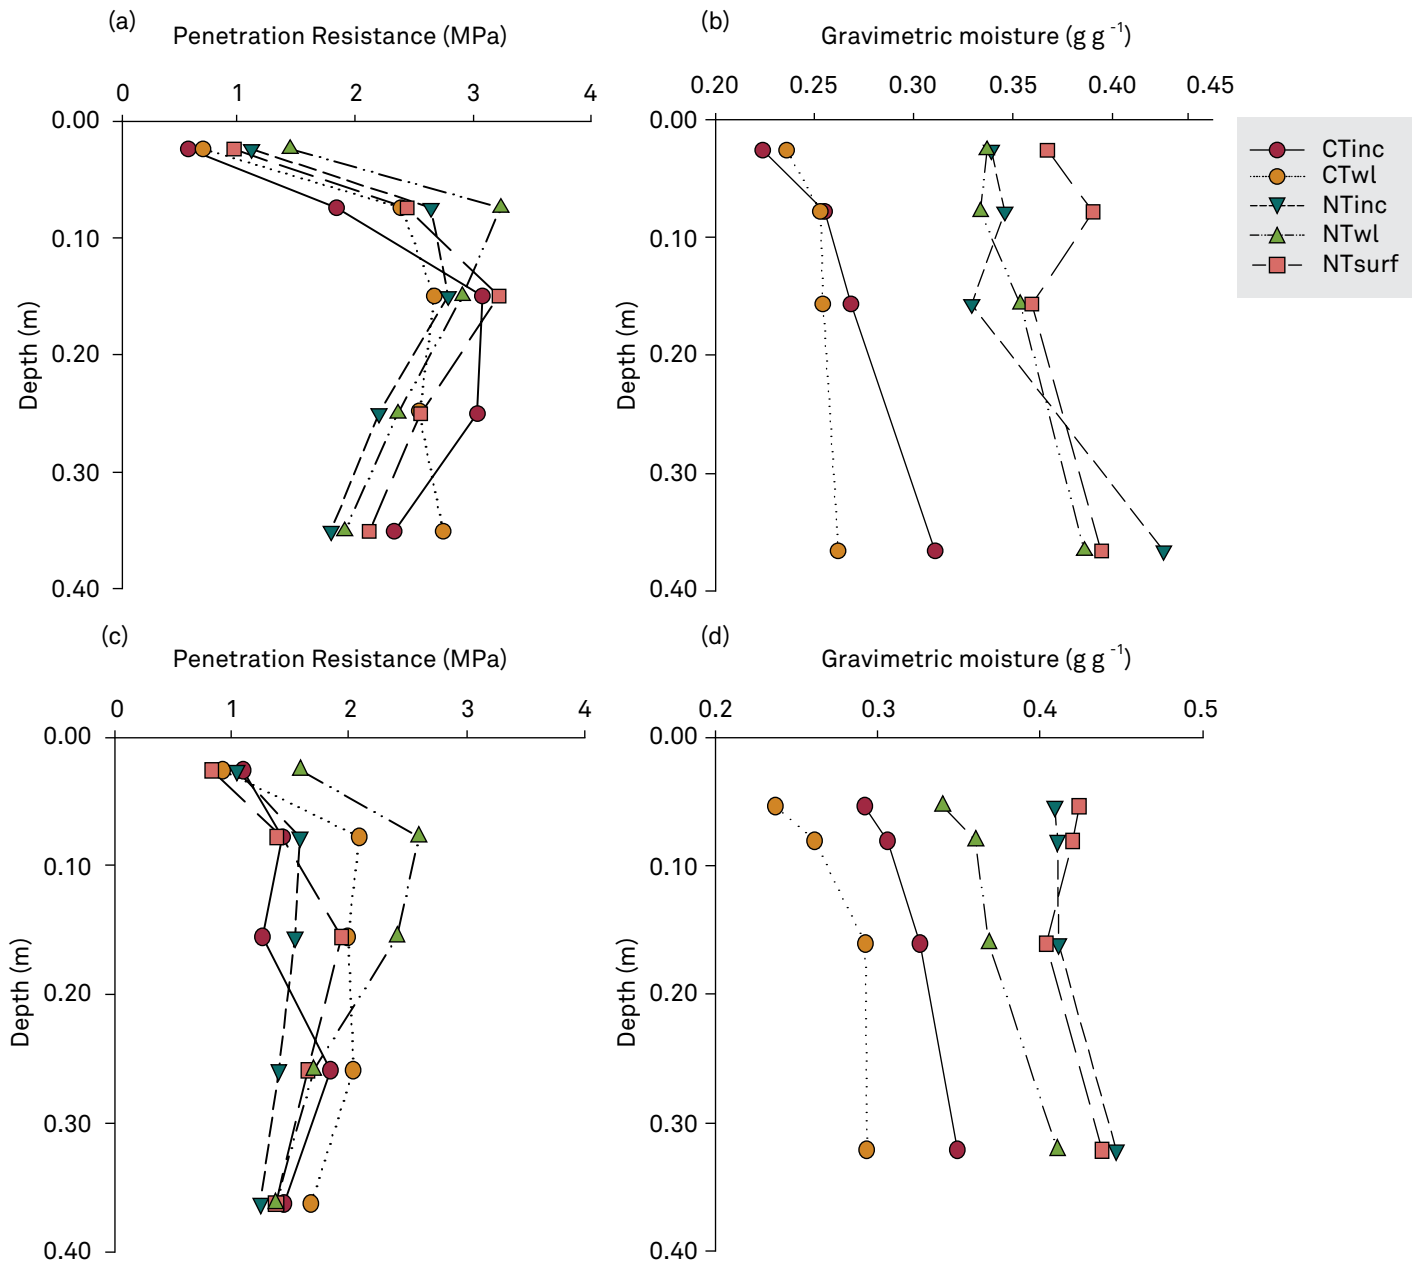 (a)
Penetration Resistance (MPa)
0 1 2 3 4
0.00
0.10
0.20
0.30
0.40
Depth (m)
(b)
Gravimetric moisture (g g⁻¹)
0.20 0.25 0.30 0.35 0.40 0.45
0.00
0.10
0.20
0.30
0.40
Depth (m)
CTinc
CTwl
NTinc
NTwl
NTsurf
(c)
Penetration Resistance (MPa)
0 1 2 3 4
0.00
0.10
0.20
0.30
0.40
Depth (m)
(d)
Gravimetric moisture (g g⁻¹)
0.2 0.3 0.4 0.5
0.00
0.10
0.20
0.30
0.40
Depth (m)